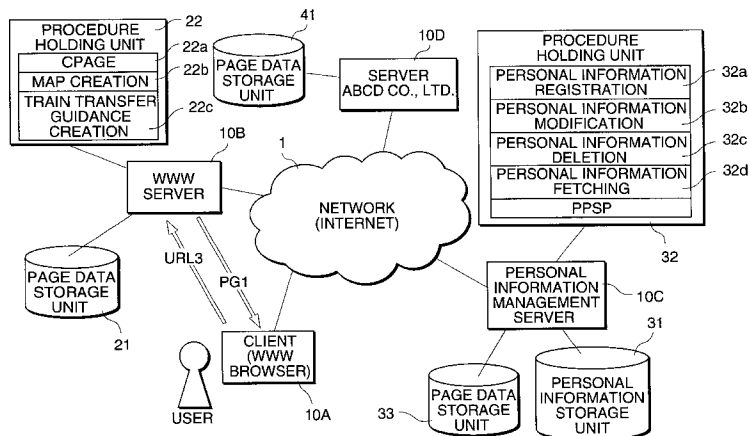 PROCEDURE
HOLDING UNIT
22
CPAGE
22a
MAP CREATION
22b
TRAIN TRANSFER
GUIDANCE
CREATION
22c
41
PAGE DATA
STORAGE
UNIT
10D
SERVER
ABCD CO., LTD.
PROCEDURE
HOLDING UNIT
PERSONAL INFORMATION
REGISTRATION
32a
PERSONAL INFORMATION
MODIFICATION
32b
PERSONAL INFORMATION
DELETION
32c
PERSONAL INFORMATION
FETCHING
32d
PPSP
32
10B
WWW
SERVER
1
NETWORK
(INTERNET)
URL3
PG1
PAGE DATA
STORAGE
UNIT
21
PERSONAL
INFORMATION
MANAGEMENT
SERVER
10C
31
CLIENT
(WWW
BROWSER)
10A
USER
PAGE DATA
STORAGE
UNIT
33
PERSONAL
INFORMATION
STORAGE
UNIT